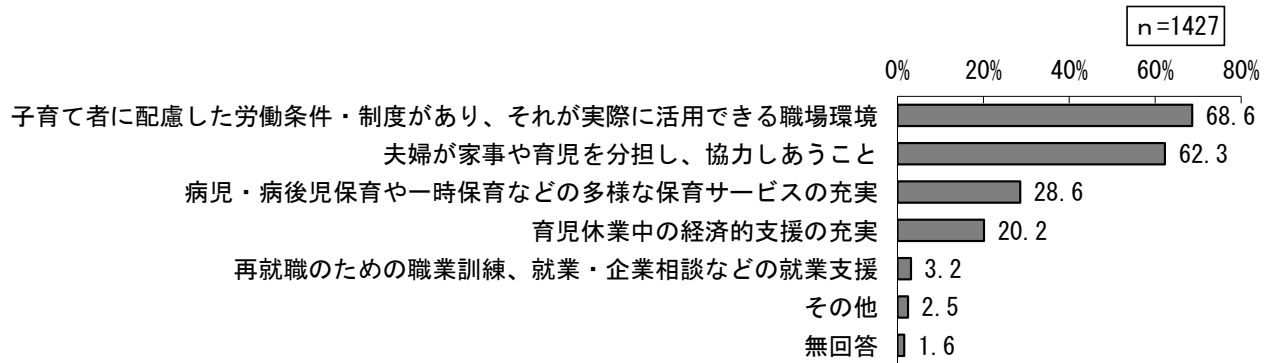 ｎ=1427
0% 20% 40% 60% 80%
子育て者に配慮した労働条件・制度があり、それが実際に活用できる職場環境 68.6
夫婦が家事や育児を分担し、協力しあうこと 62.3
病児・病後児保育や一時保育などの多様な保育サービスの充実 28.6
育児休業中の経済的支援の充実 20.2
再就職のための職業訓練、就業・企業相談などの就業支援 3.2
その他 2.5
無回答 1.6